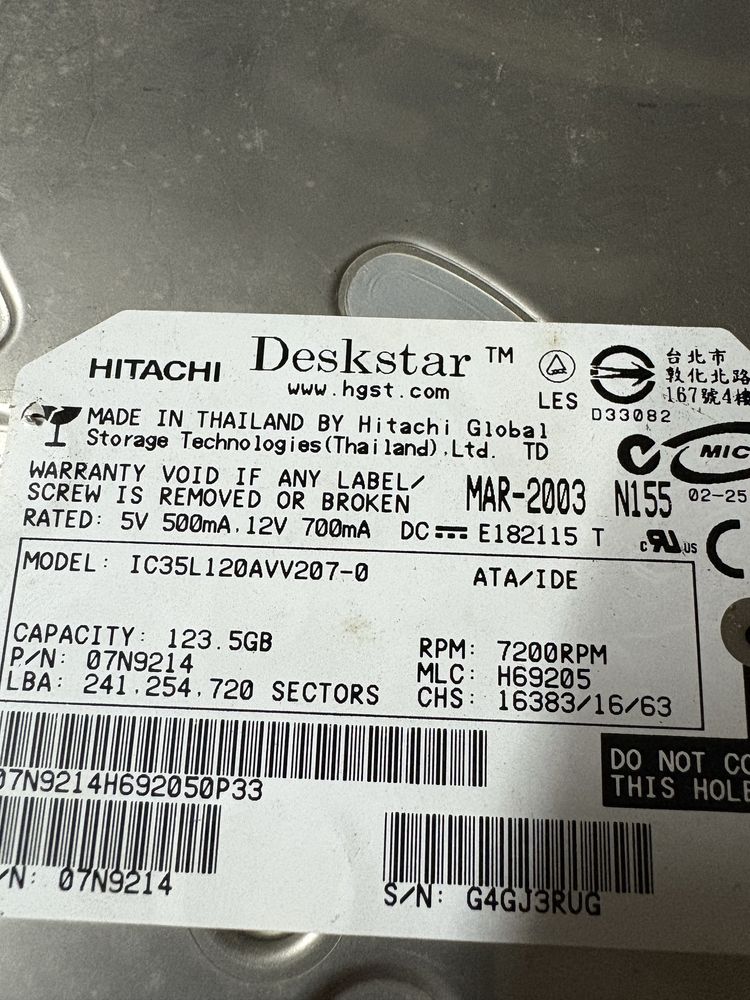 HITACHI Deskstar ™
www.hgst.com
LES
D33082
台北市
敦化北路
167號4樓
MADE IN THAILAND BY Hitachi Global
Storage Technologies(Thailand).Ltd. TD
MIC
WARRANTY VOID IF ANY LABEL/
SCREW IS REMOVED OR BROKEN
MAR-2003 N155 02-25
RATED: 5V 500mA, 12V 700mA DC E182115 T
c US
MODEL: IC35L120AVV207-0 ATA/IDE
CAPACITY: 123.5GB RPM: 7200RPM
P/N: 07N9214 MLC: H69205
LBA: 241,254,720 SECTORS CHS: 16383/16/63
07N9214H692050P33
DO NOT CO
THIS HOLE
/N: 07N9214
S/N: G4GJ3RUG